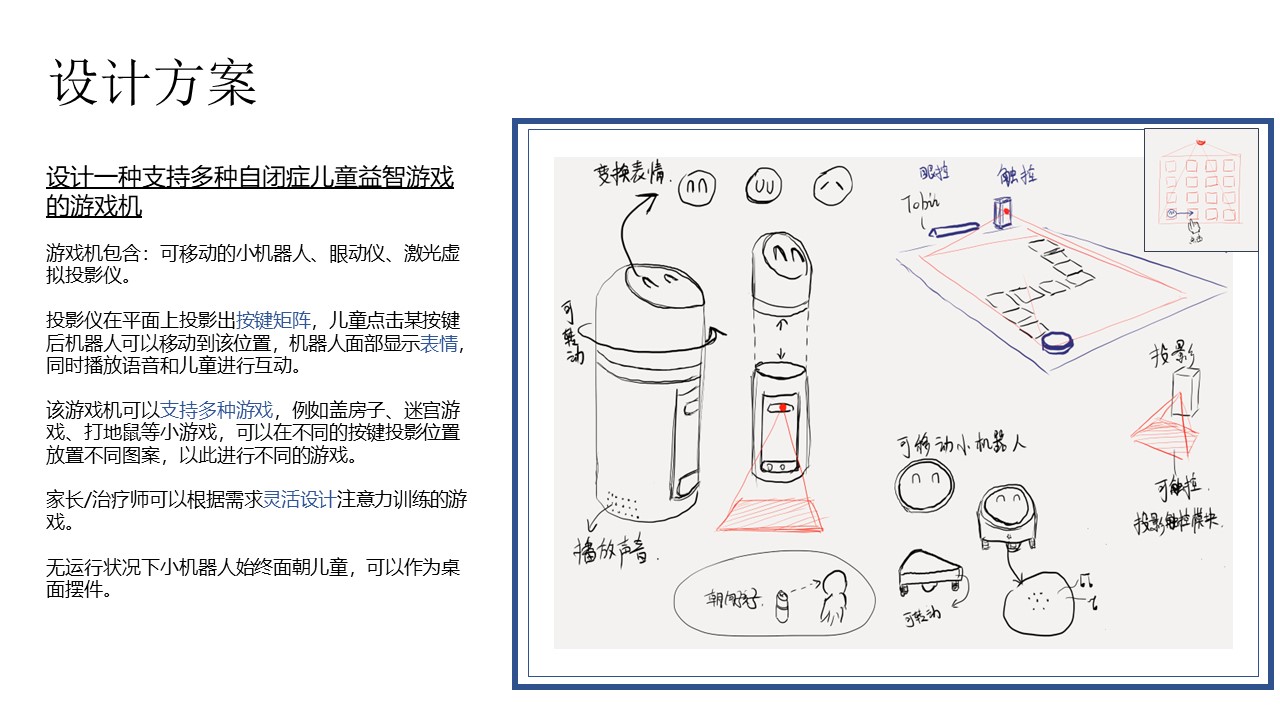 设计方案
设计一种支持多种自闭症儿童益智游戏
的游戏机
游戏机包含：可移动的小机器人、眼动仪、激光虚
拟投影仪。
投影仪在平面上投影出按键矩阵，儿童点击某按键
后机器人可以移动到该位置，机器人面部显示表情，
同时播放语音和儿童进行互动。
该游戏机可以支持多种游戏，例如盖房子、迷宫游
戏、打地鼠等小游戏，可以在不同的按键投影位置
放置不同图案，以此进行不同的游戏。
家长/治疗师可以根据需求灵活设计注意力训练的游
戏。
无运行状况下小机器人始终面朝儿童，可以作为桌
面摆件。
变换表情.
可转动
播放声音.
朝向孩子.
眼控
触控
Tobii
点击
投影
可触控.
投影触控模块.
可移动小机器人
可转动